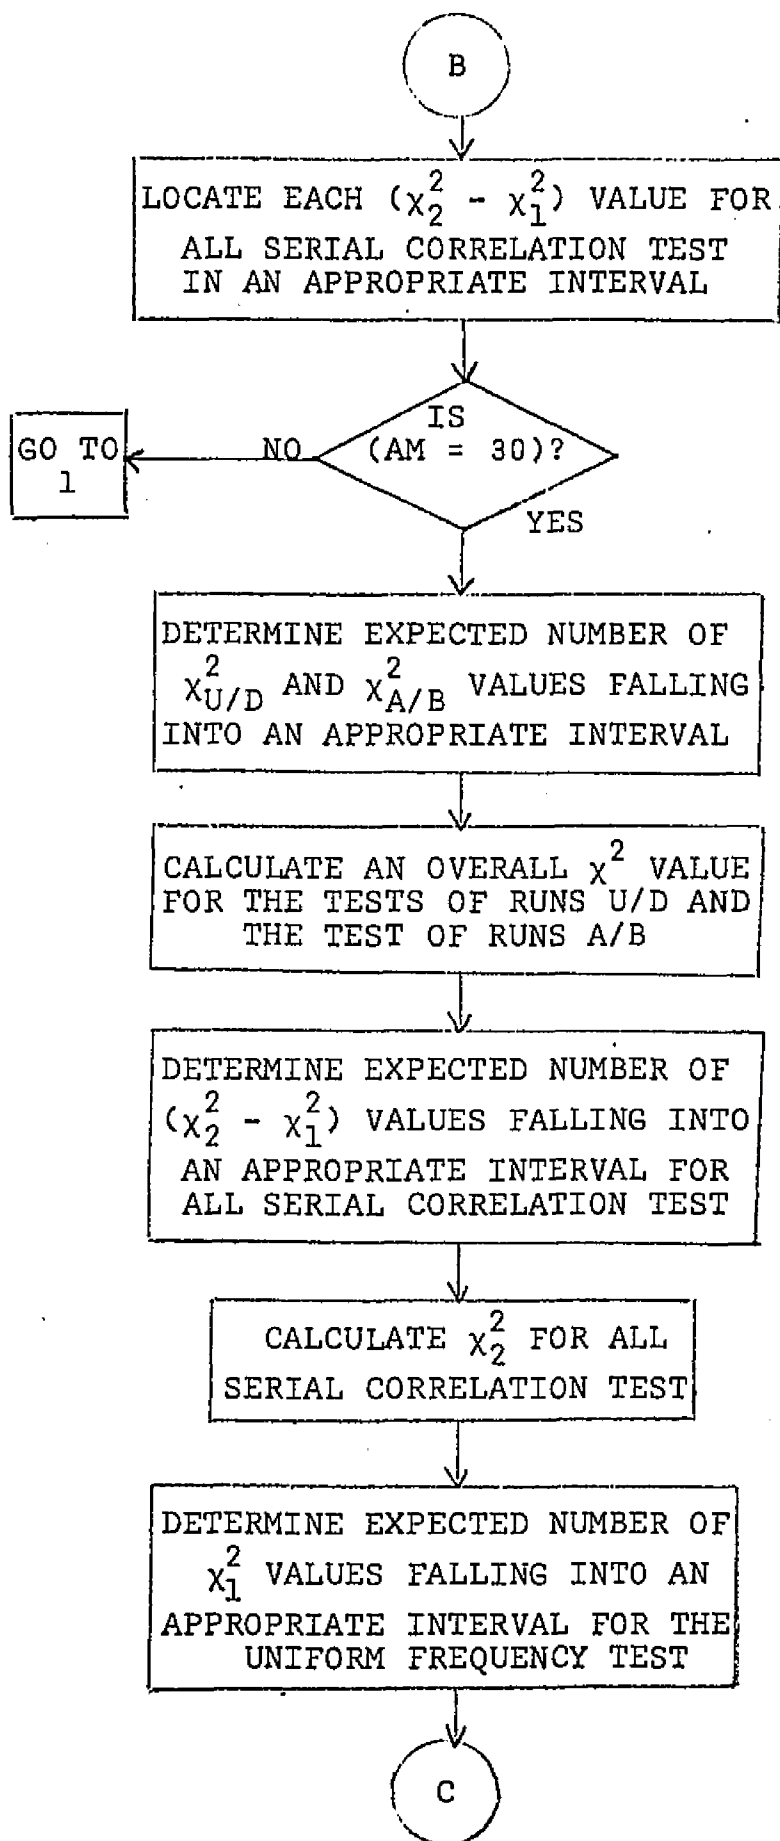 B
LOCATE EACH (χ₂² - χ₁²) VALUE FOR
ALL SERIAL CORRELATION TEST
IN AN APPROPRIATE INTERVAL
IS
(AM = 30)?
NO
GO TO
1
YES
DETERMINE EXPECTED NUMBER OF
χ²U/D AND χ²A/B VALUES FALLING
INTO AN APPROPRIATE INTERVAL
CALCULATE AN OVERALL χ² VALUE
FOR THE TESTS OF RUNS U/D AND
THE TEST OF RUNS A/B
DETERMINE EXPECTED NUMBER OF
(χ₂² - χ₁²) VALUES FALLING INTO
AN APPROPRIATE INTERVAL FOR
ALL SERIAL CORRELATION TEST
CALCULATE χ₂² FOR ALL
SERIAL CORRELATION TEST
DETERMINE EXPECTED NUMBER OF
χ₁² VALUES FALLING INTO AN
APPROPRIATE INTERVAL FOR THE
UNIFORM FREQUENCY TEST
C